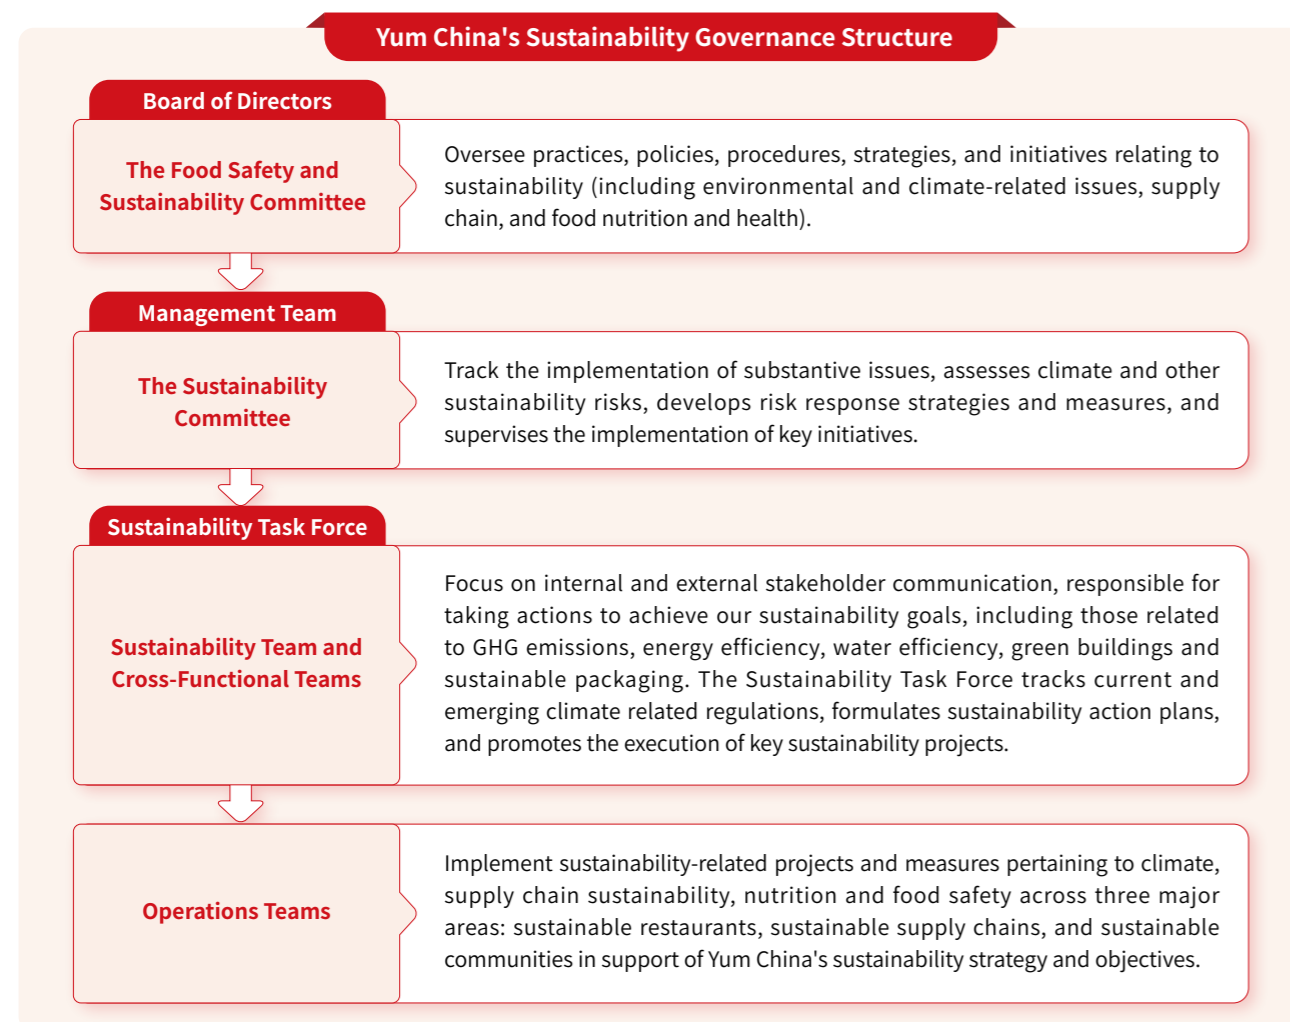 Yum China's Sustainability Governance Structure
Board of Directors
The Food Safety and
Sustainability Committee
Oversee practices, policies, procedures, strategies, and initiatives relating to
sustainability (including environmental and climate-related issues, supply
chain, and food nutrition and health).
Management Team
The Sustainability
Committee
Track the implementation of substantive issues, assesses climate and other
sustainability risks, develops risk response strategies and measures, and
supervises the implementation of key initiatives.
Sustainability Task Force
Sustainability Team and
Cross-Functional Teams
Focus on internal and external stakeholder communication, responsible for
taking actions to achieve our sustainability goals, including those related
to GHG emissions, energy efficiency, water efficiency, green buildings and
sustainable packaging. The Sustainability Task Force tracks current and
emerging climate related regulations, formulates sustainability action plans,
and promotes the execution of key sustainability projects.
Operations Teams
Implement sustainability-related projects and measures pertaining to climate,
supply chain sustainability, nutrition and food safety across three major
areas: sustainable restaurants, sustainable supply chains, and sustainable
communities in support of Yum China's sustainability strategy and objectives.